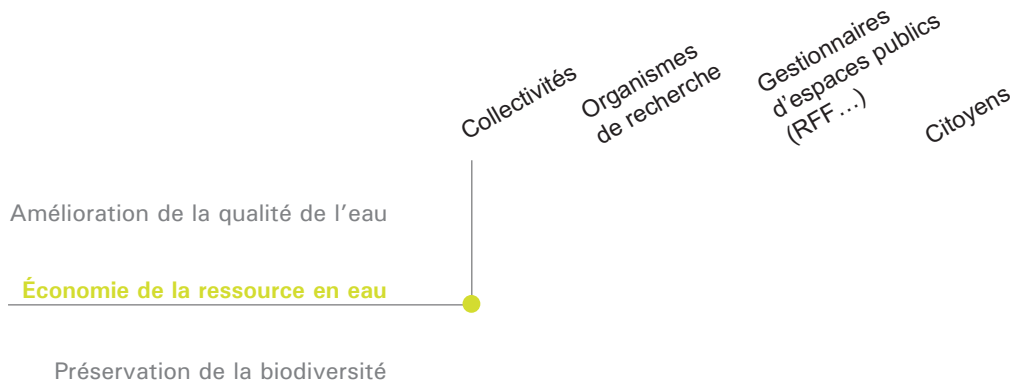 Collectivités
Organismes
de recherche
Gestionnaires
d'espaces publics
(RFF ...)
Citoyens
Amélioration de la qualité de l'eau
Économie de la ressource en eau
Préservation de la biodiversité